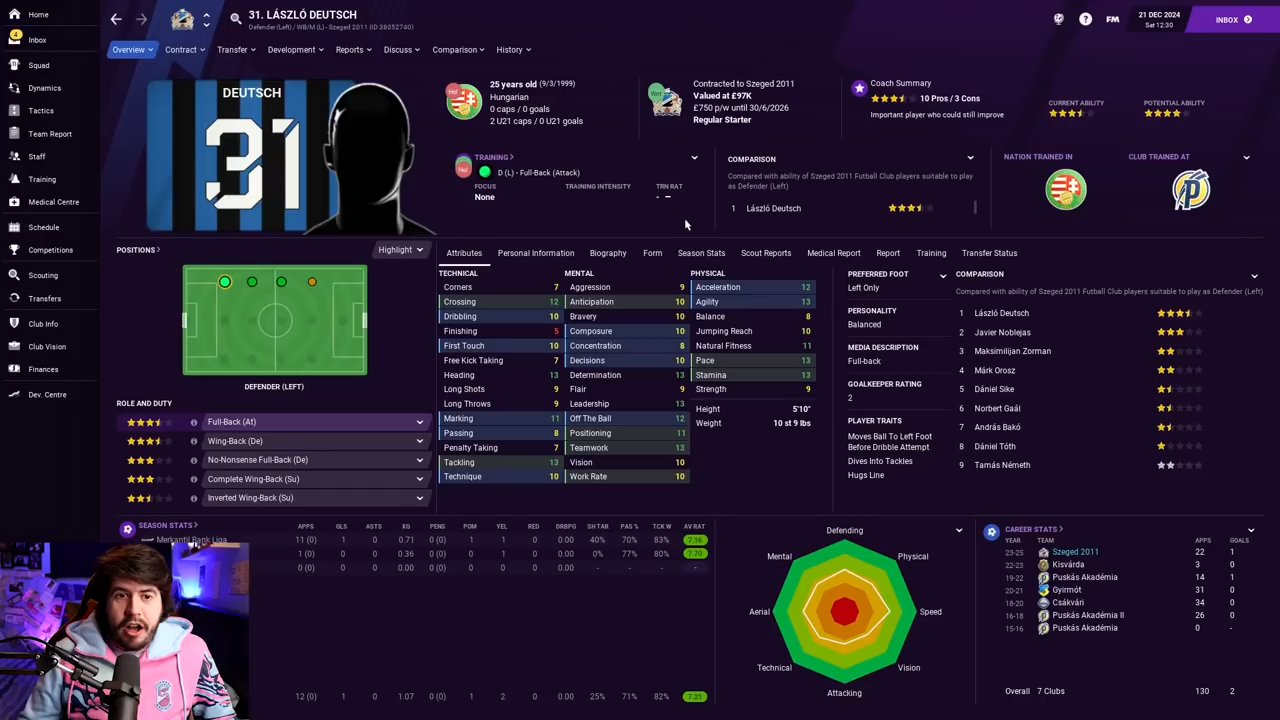 Home
4
Inbox
Squad
Dynamics
Tactics
Team Report
Staff
Training
Medical Centre
Schedule
Competitions
Scouting
Transfers
Club Info
Club Vision
Finances
Dev. Centre
31. LÁSZLÓ DEUTSCH
Defender (Left) / WB/M (L) - Szeged 2011 (ID:38052740)
FM
21 DEC 2024
Sat 12:30
INBOX
Overview
Contract
Transfer
Development
Reports
Discuss
Comparison
History
DEUTSCH
31
Hol
25 years old (9/3/1999)
Hungarian
0 caps / 0 goals
2 U21 caps / 0 U21 goals
Wnt
Contracted to Szeged 2011
Valued at £97K
£750 p/w until 30/6/2026
Regular Starter
Coach Summary
10 Pros / 3 Cons
Important player who could still improve
CURRENT ABILITY
POTENTIAL ABILITY
Hol
TRAINING
D (L) - Full-Back (Attack)
FOCUS
TRAINING INTENSITY
TRN RAT
None
COMPARISON
Compared with ability of Szeged 2011 Futball Club players suitable to play as Defender (Left)
1 László Deutsch
NATION TRAINED IN
CLUB TRAINED AT
POSITIONS
Highlight
DEFENDER (LEFT)
ROLE AND DUTY
Full-Back (At)
Wing-Back (De)
No-Nonsense Full-Back (De)
Complete Wing-Back (Su)
Inverted Wing-Back (Su)
Attributes
Personal Information
Biography
Form
Season Stats
Scout Reports
Medical Report
Report
Training
Transfer Status
TECHNICAL
Corners 7
Crossing 12
Dribbling 10
Finishing 5
First Touch 10
Free Kick Taking 7
Heading 13
Long Shots 9
Long Throws 9
Marking 11
Passing 8
Penalty Taking 7
Tackling 13
Technique 10
MENTAL
Aggression 9
Anticipation 10
Bravery 10
Composure 10
Concentration 8
Decisions 10
Determination 13
Flair 9
Leadership 13
Off The Ball 12
Positioning 11
Teamwork 13
Vision 10
Work Rate 10
PHYSICAL
Acceleration 12
Agility 13
Balance 8
Jumping Reach 10
Natural Fitness 11
Pace 13
Stamina 13
Strength 9
Height 5'10"
Weight 10 st 9 lbs
PREFERRED FOOT
Left Only
PERSONALITY
Balanced
MEDIA DESCRIPTION
Full-back
GOALKEEPER RATING
2
PLAYER TRAITS
Moves Ball To Left Foot
Before Dribble Attempt
Dives Into Tackles
Hugs Line
COMPARISON
Compared with ability of Szeged 2011 Futball Club players suitable to play as Defender (Left)
1 László Deutsch
2 Javier Noblejas
3 Maksimilijan Zorman
4 Márk Orosz
5 Dániel Sike
6 Norbert Gaál
7 András Bakó
8 Dániel Tóth
9 Tamás Németh
SEASON STATS
APPS GLS ASTS XG PENS POM YEL RED DRBPG SH TAR PAS % TCK W AV RAT
Merkantil Bank Liga 11 (0) 1 0 0.71 0 (0) 1 1 0 0.00 40% 70% 83% 7.16
1 (0) 0 0 0.36 0 (0) 0 1 0 0.00 0% 77% 80% 7.70
0 (0) 0 0 0.00 0 (0) 0 0 0 0.00 - - - -
12 (0) 1 0 1.07 0 (0) 1 2 0 0.00 25% 71% 82% 7.21
Defending
Physical
Speed
Vision
Attacking
Technical
Aerial
Mental
CAREER STATS
YEAR TEAM APPS GOALS
23-25 Szeged 2011 22 1
22-23 Kisvárda 3 0
19-22 Puskás Akadémia 14 1
20-21 Gyirmót 31 0
18-20 Csákvári 34 0
16-18 Puskás Akadémia II 26 0
15-16 Puskás Akadémia 0 -
Overall 7 Clubs 130 2